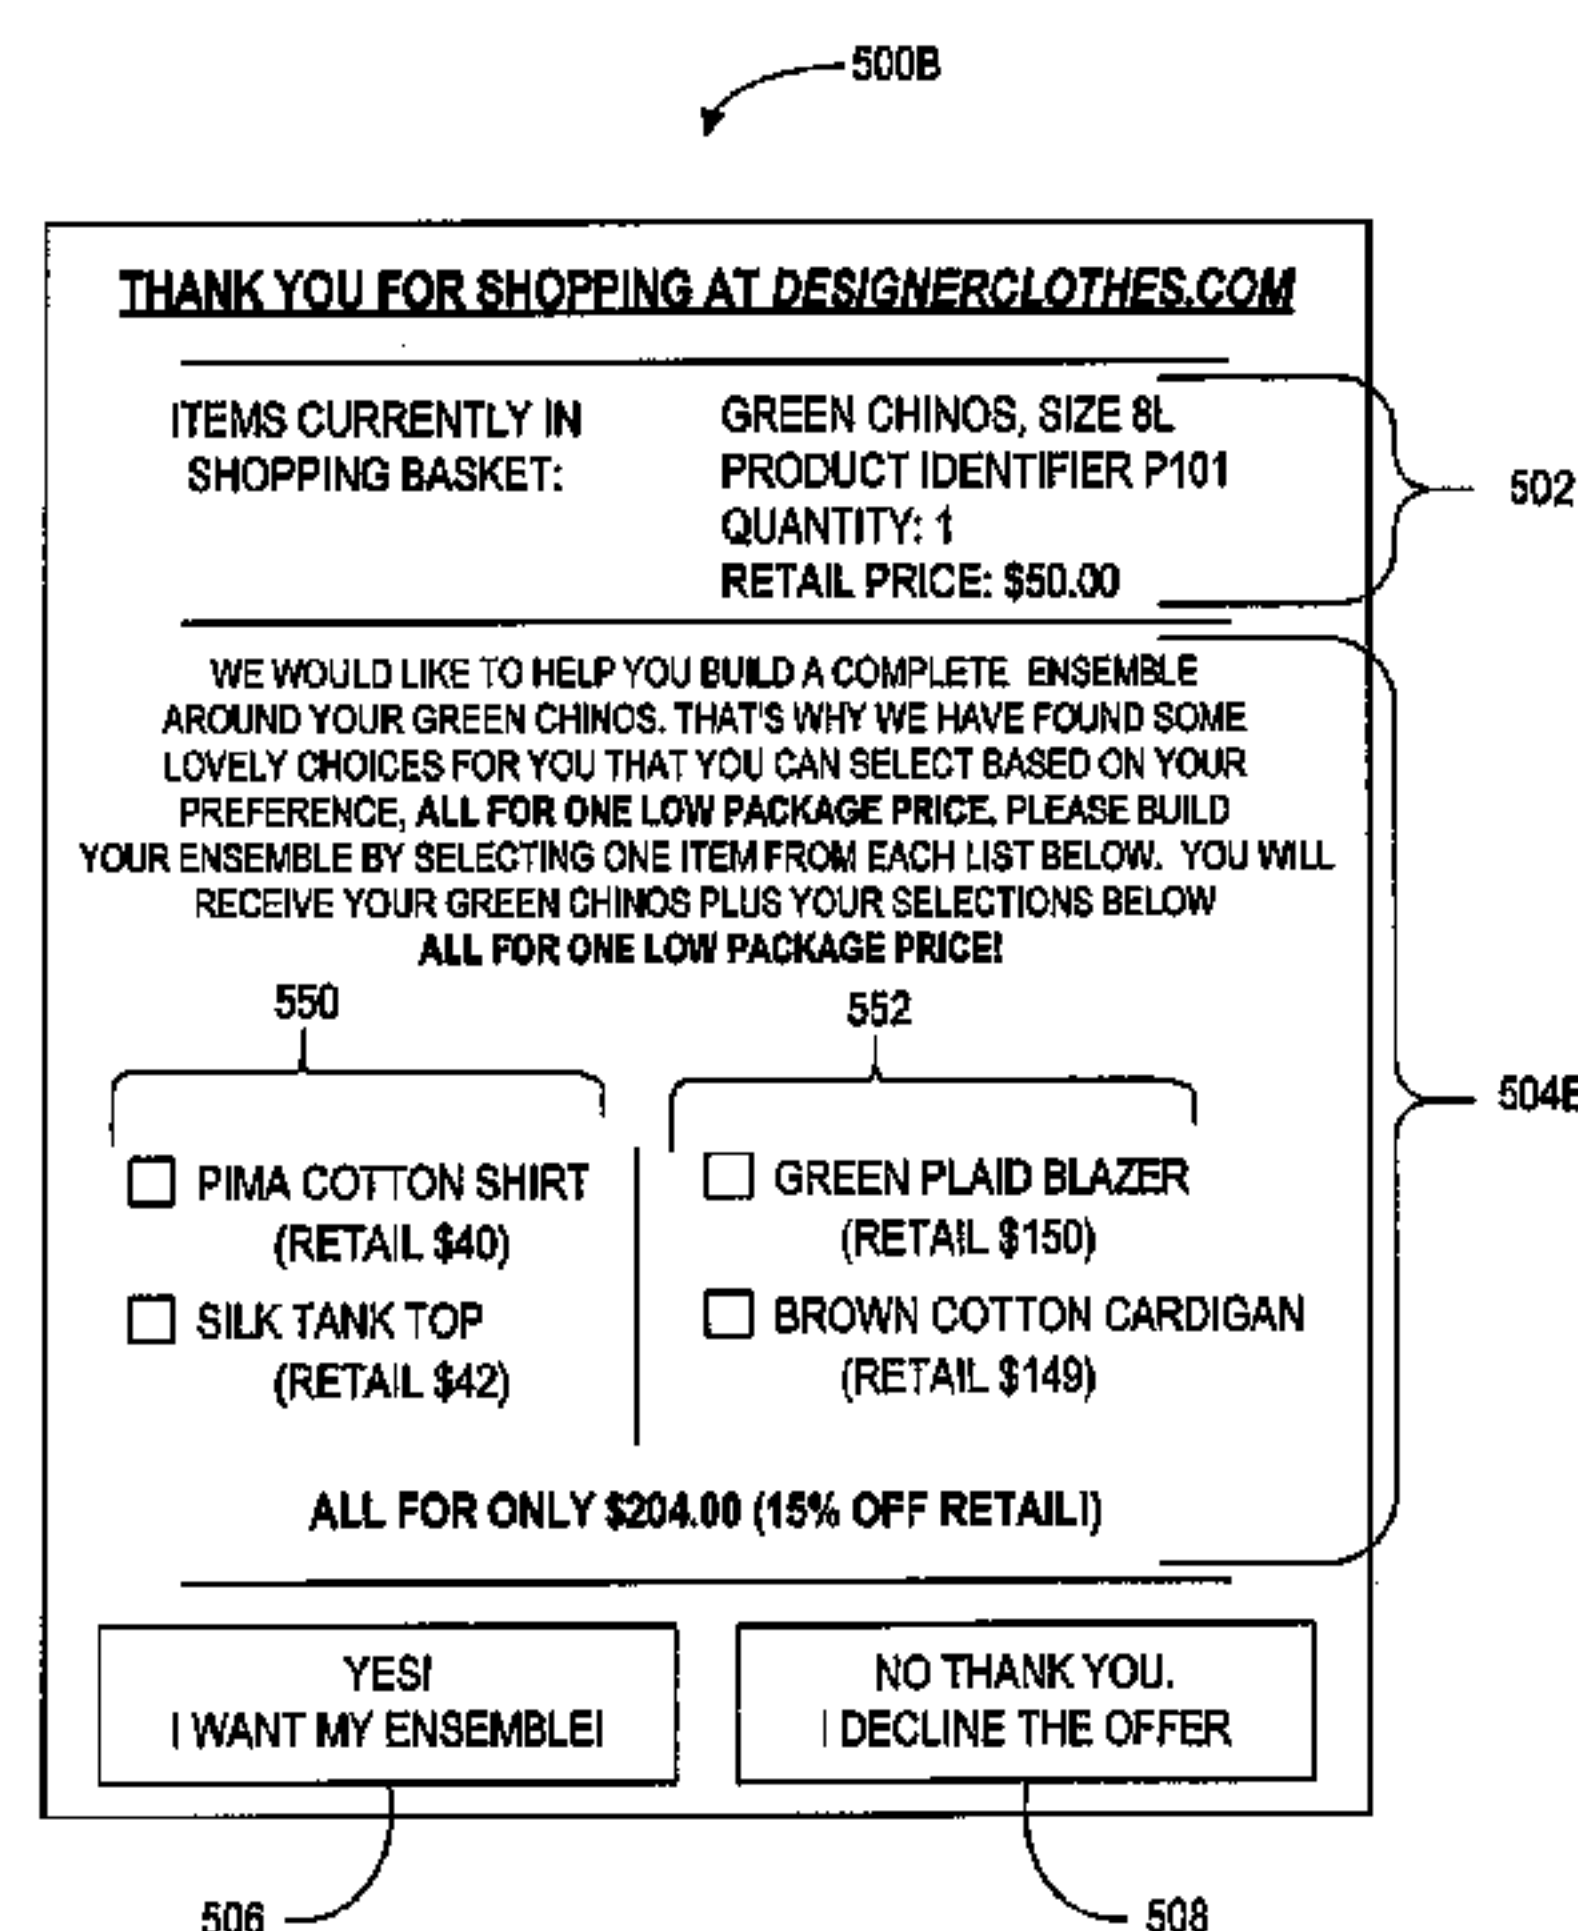 500B
THANK YOU FOR SHOPPING AT DESIGNERCLOTHES.COM
ITEMS CURRENTLY IN
SHOPPING BASKET:
GREEN CHINOS, SIZE 8L
PRODUCT IDENTIFIER P101
QUANTITY: 1
RETAIL PRICE: $50.00
502
WE WOULD LIKE TO HELP YOU BUILD A COMPLETE ENSEMBLE
AROUND YOUR GREEN CHINOS. THAT'S WHY WE HAVE FOUND SOME
LOVELY CHOICES FOR YOU THAT YOU CAN SELECT BASED ON YOUR
PREFERENCE, ALL FOR ONE LOW PACKAGE PRICE. PLEASE BUILD
YOUR ENSEMBLE BY SELECTING ONE ITEM FROM EACH LIST BELOW. YOU WILL
RECEIVE YOUR GREEN CHINOS PLUS YOUR SELECTIONS BELOW
ALL FOR ONE LOW PACKAGE PRICE!
550
552
504B
PIMA COTTON SHIRT
(RETAIL $40)
SILK TANK TOP
(RETAIL $42)
GREEN PLAID BLAZER
(RETAIL $150)
BROWN COTTON CARDIGAN
(RETAIL $149)
ALL FOR ONLY $204.00 (15% OFF RETAIL!)
YES!
I WANT MY ENSEMBLE!
NO THANK YOU.
I DECLINE THE OFFER
506
508